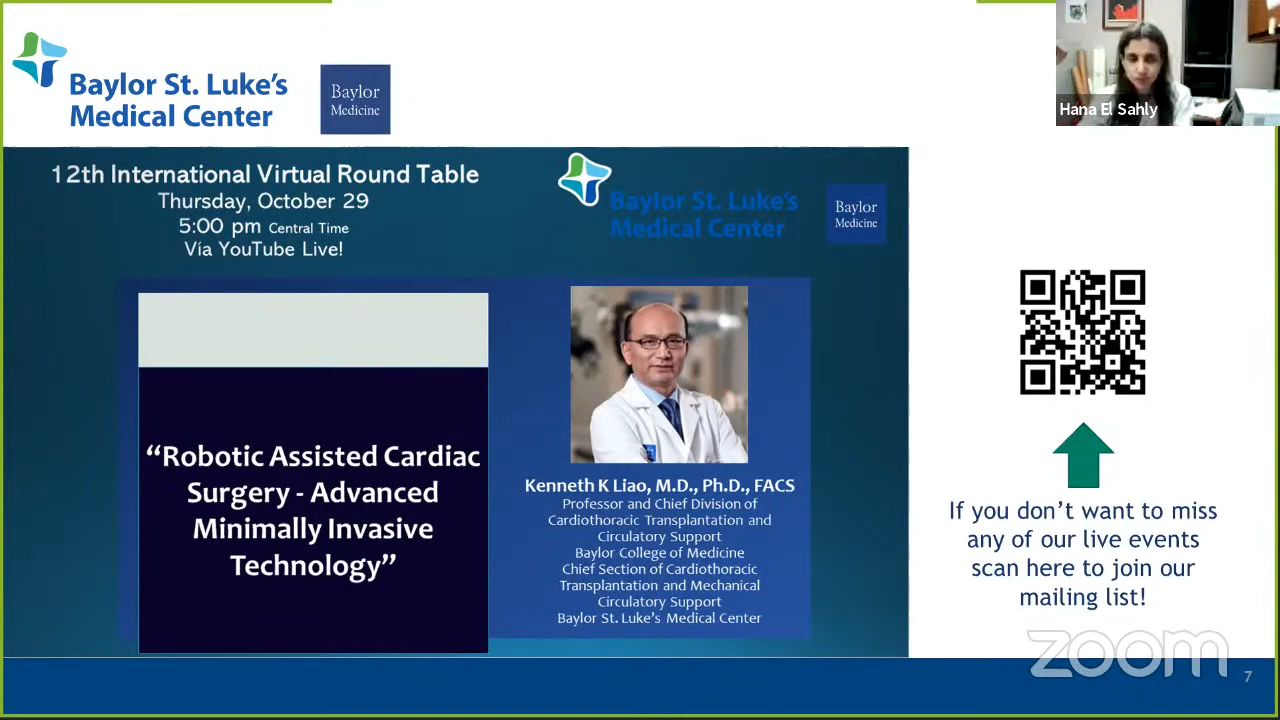 Baylor St. Luke's
Medical Center
Baylor
Medicine
Hana El Sahly
12th International Virtual Round Table
Thursday, October 29
5:00 pm Central Time
Vía YouTube Live!
Baylor St. Luke's
Medical Center
Baylor
Medicine
“Robotic Assisted Cardiac
Surgery - Advanced
Minimally Invasive
Technology”
Kenneth K Liao, M.D., Ph.D., FACS
Professor and Chief Division of
Cardiothoracic Transplantation and
Circulatory Support
Baylor College of Medicine
Chief Section of Cardiothoracic
Transplantation and Mechanical
Circulatory Support
Baylor St. Luke’s Medical Center
If you don’t want to miss
any of our live events
scan here to join our
mailing list!
zoom
7